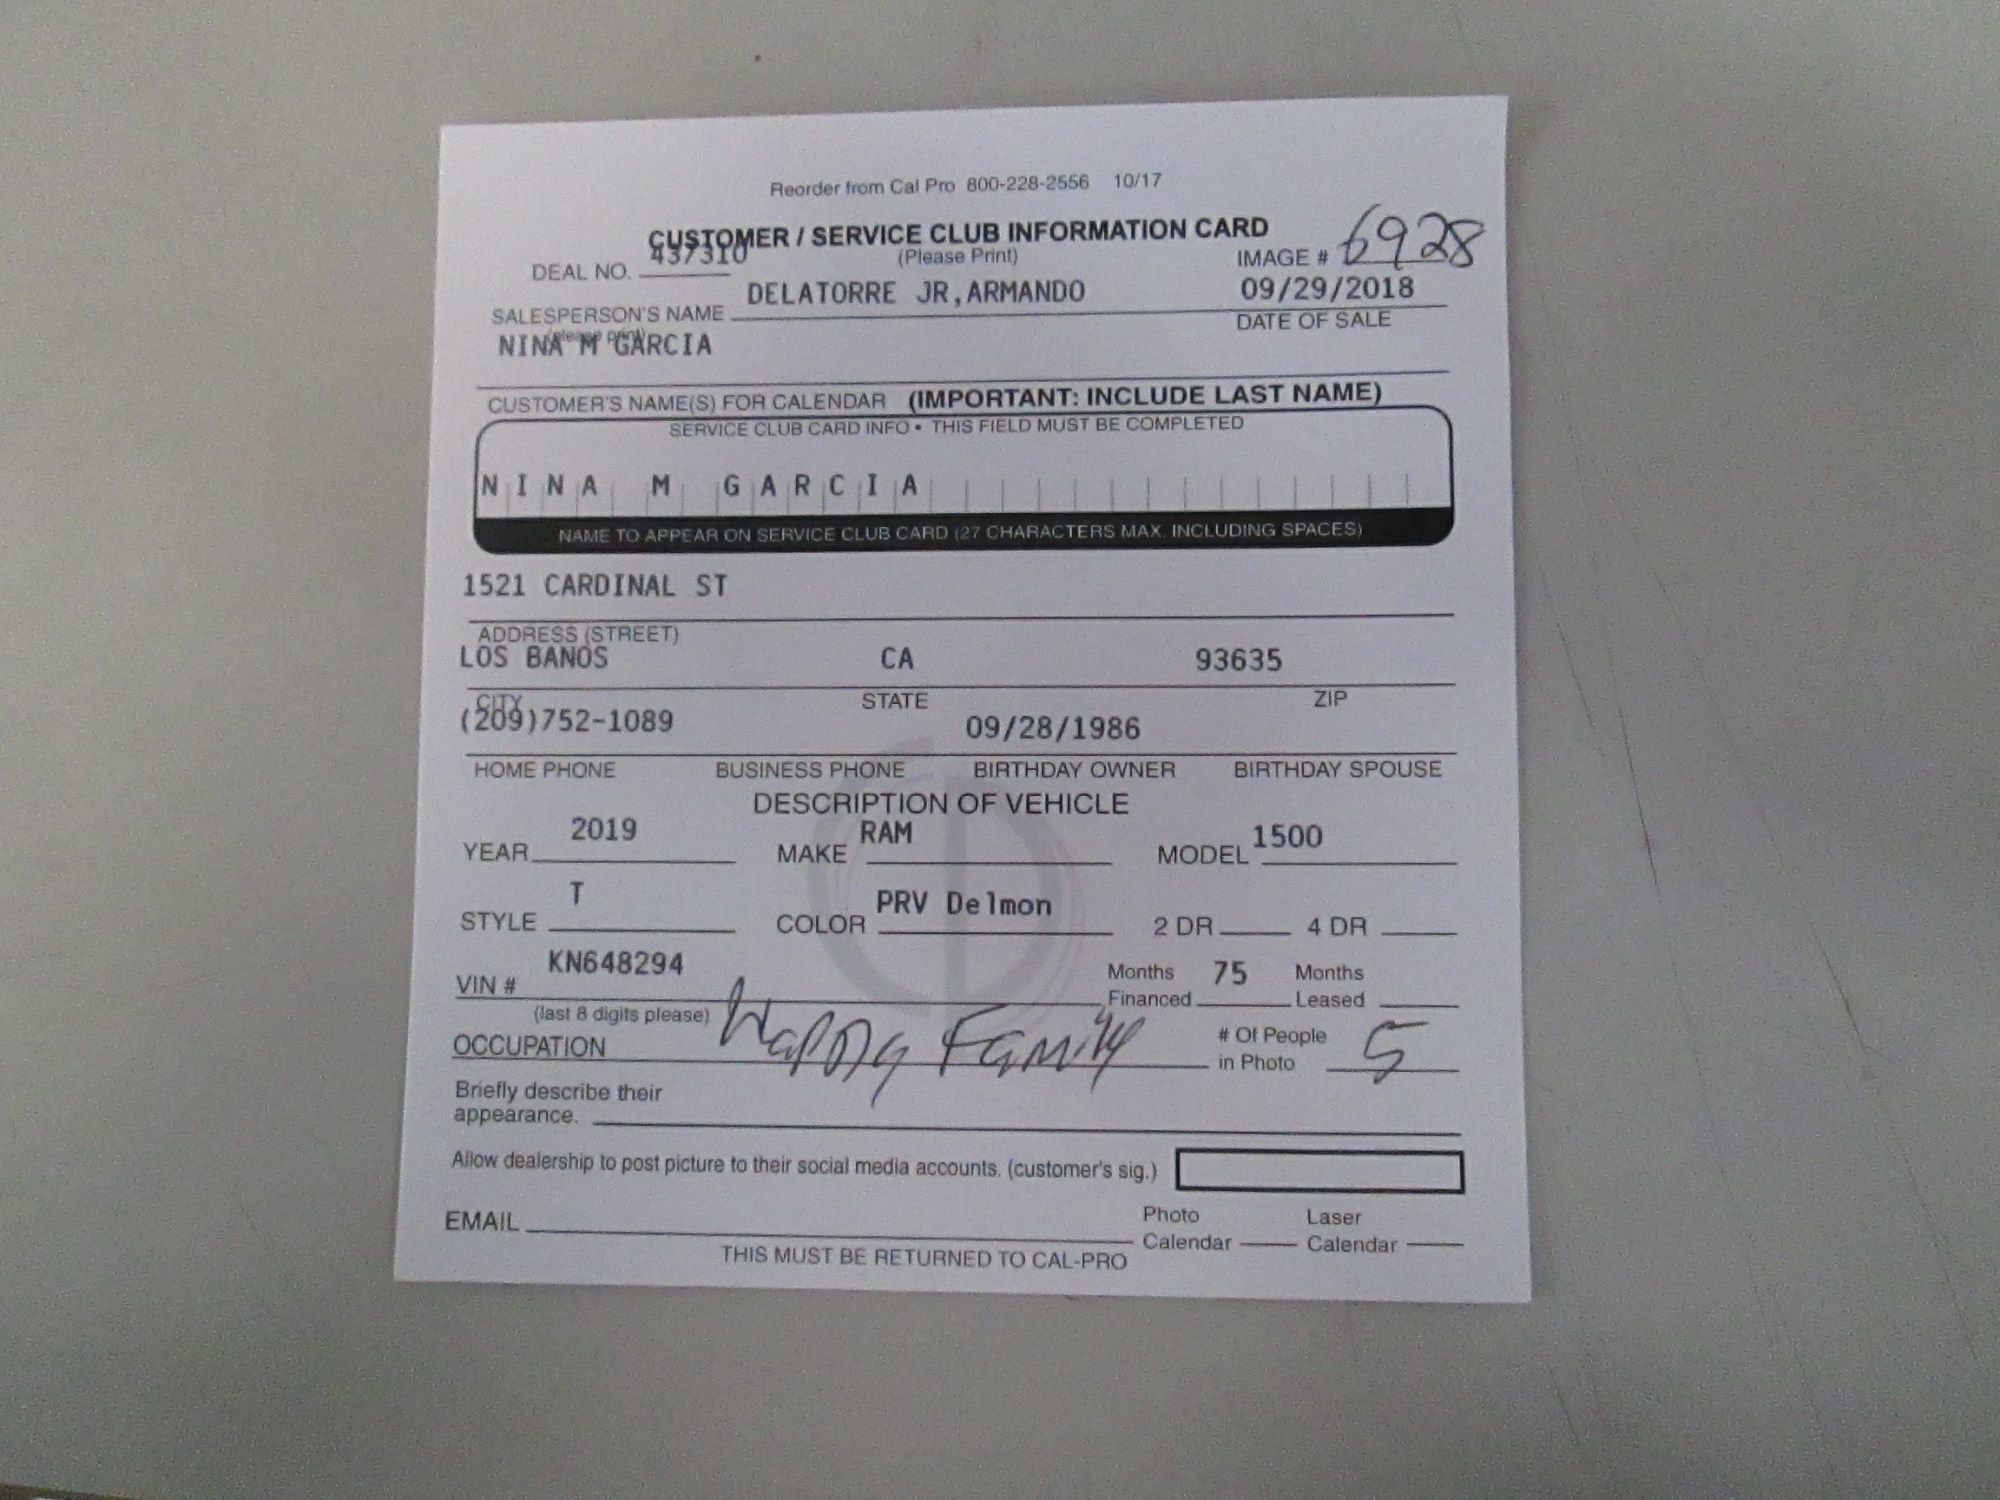 Reorder from Cal Pro 800-228-2556 10/17
CUSTOMER / SERVICE CLUB INFORMATION CARD
(Please Print)
DEAL NO. 437310
IMAGE # 6928
SALESPERSON'S NAME DELATORRE JR,ARMANDO 09/29/2018
(please print) DATE OF SALE
NINA M GARCIA
CUSTOMER'S NAME(S) FOR CALENDAR (IMPORTANT: INCLUDE LAST NAME)
SERVICE CLUB CARD INFO • THIS FIELD MUST BE COMPLETED
NINA M GARCIA
NAME TO APPEAR ON SERVICE CLUB CARD (27 CHARACTERS MAX. INCLUDING SPACES)
1521 CARDINAL ST
ADDRESS (STREET)
LOS BANOS CA 93635
CITY STATE ZIP
(209)752-1089 09/28/1986
HOME PHONE BUSINESS PHONE BIRTHDAY OWNER BIRTHDAY SPOUSE
DESCRIPTION OF VEHICLE
YEAR 2019 MAKE RAM MODEL 1500
STYLE T COLOR PRV Delmon 2 DR 4 DR
VIN # KN648294 Months Financed 75 Months Leased
(last 8 digits please)
OCCUPATION Happy Family # Of People in Photo 5
Briefly describe their
appearance.
Allow dealership to post picture to their social media accounts. (customer's sig.)
EMAIL Photo Calendar Laser Calendar
THIS MUST BE RETURNED TO CAL-PRO